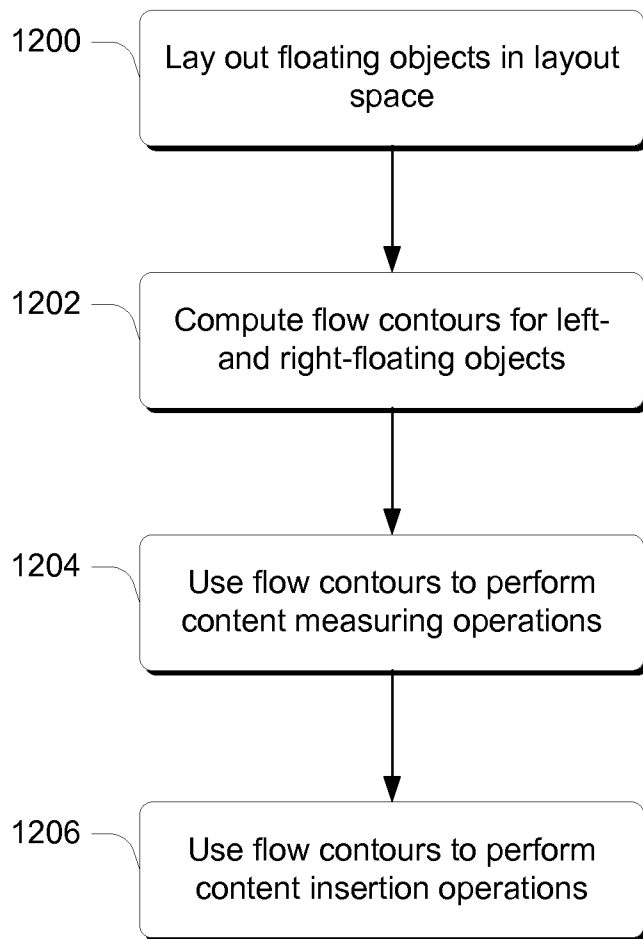 1200
Lay out floating objects in layout
space
1202
Compute flow contours for left-
and right-floating objects
1204
Use flow contours to perform
content measuring operations
1206
Use flow contours to perform
content insertion operations